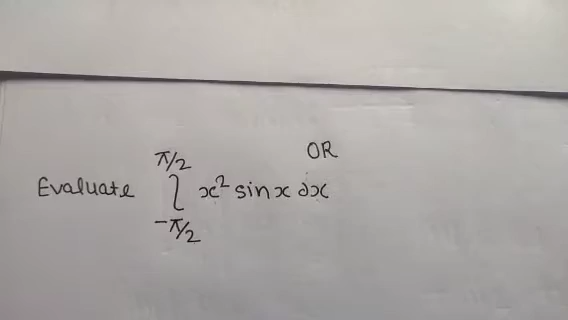 OR
Evaluate ∫_{-π/2}^{π/2} x² sin x dx